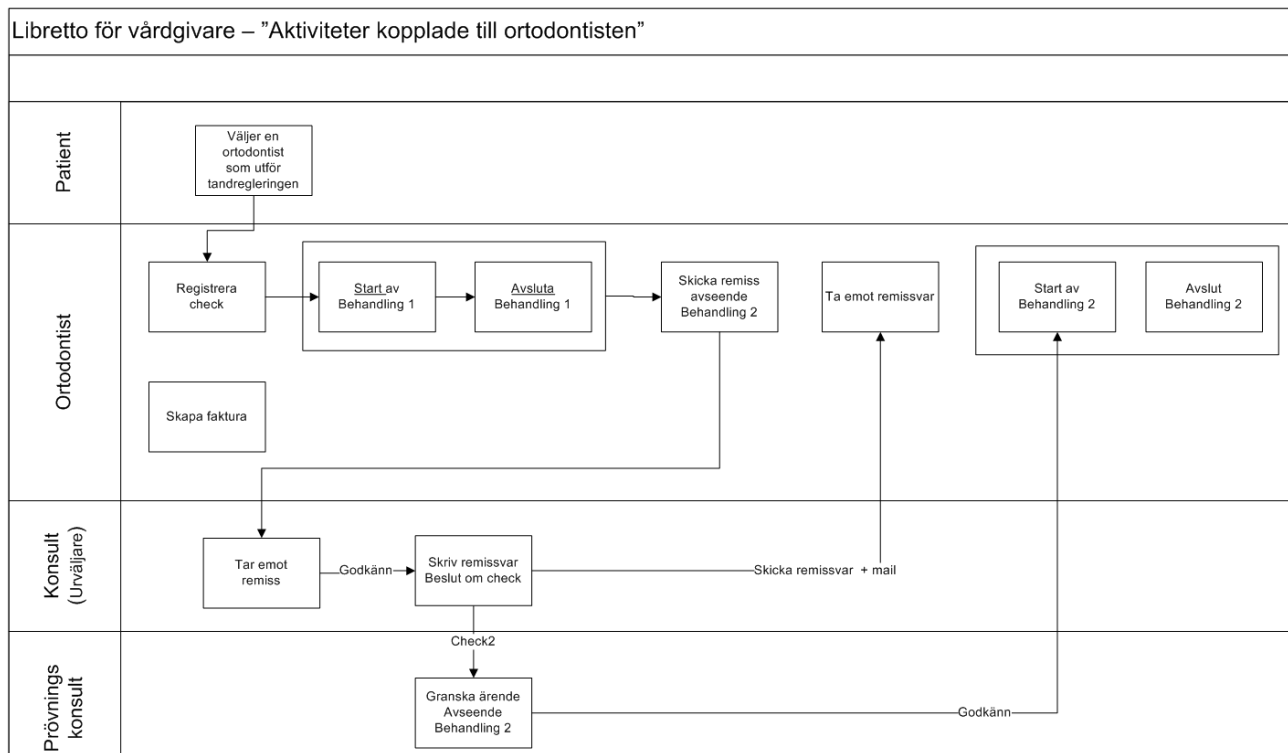 Libretto för vårdgivare – ”Aktiviteter kopplade till ortodontisten”
Patient
Väljer en
ortodontist
som utför
tandregleringen
Ortodontist
Registrera
check
Start av
Behandling 1
Avsluta
Behandling 1
Skicka remiss
avseende
Behandling 2
Ta emot remissvar
Start av
Behandling 2
Avslut
Behandling 2
Skapa faktura
Konsult
(Urväljare)
Tar emot
remiss
Godkänn
Skriv remissvar
Beslut om check
Skicka remissvar + mail
Check2
Prövnings
konsult
Granska ärende
Avseende
Behandling 2
Godkänn